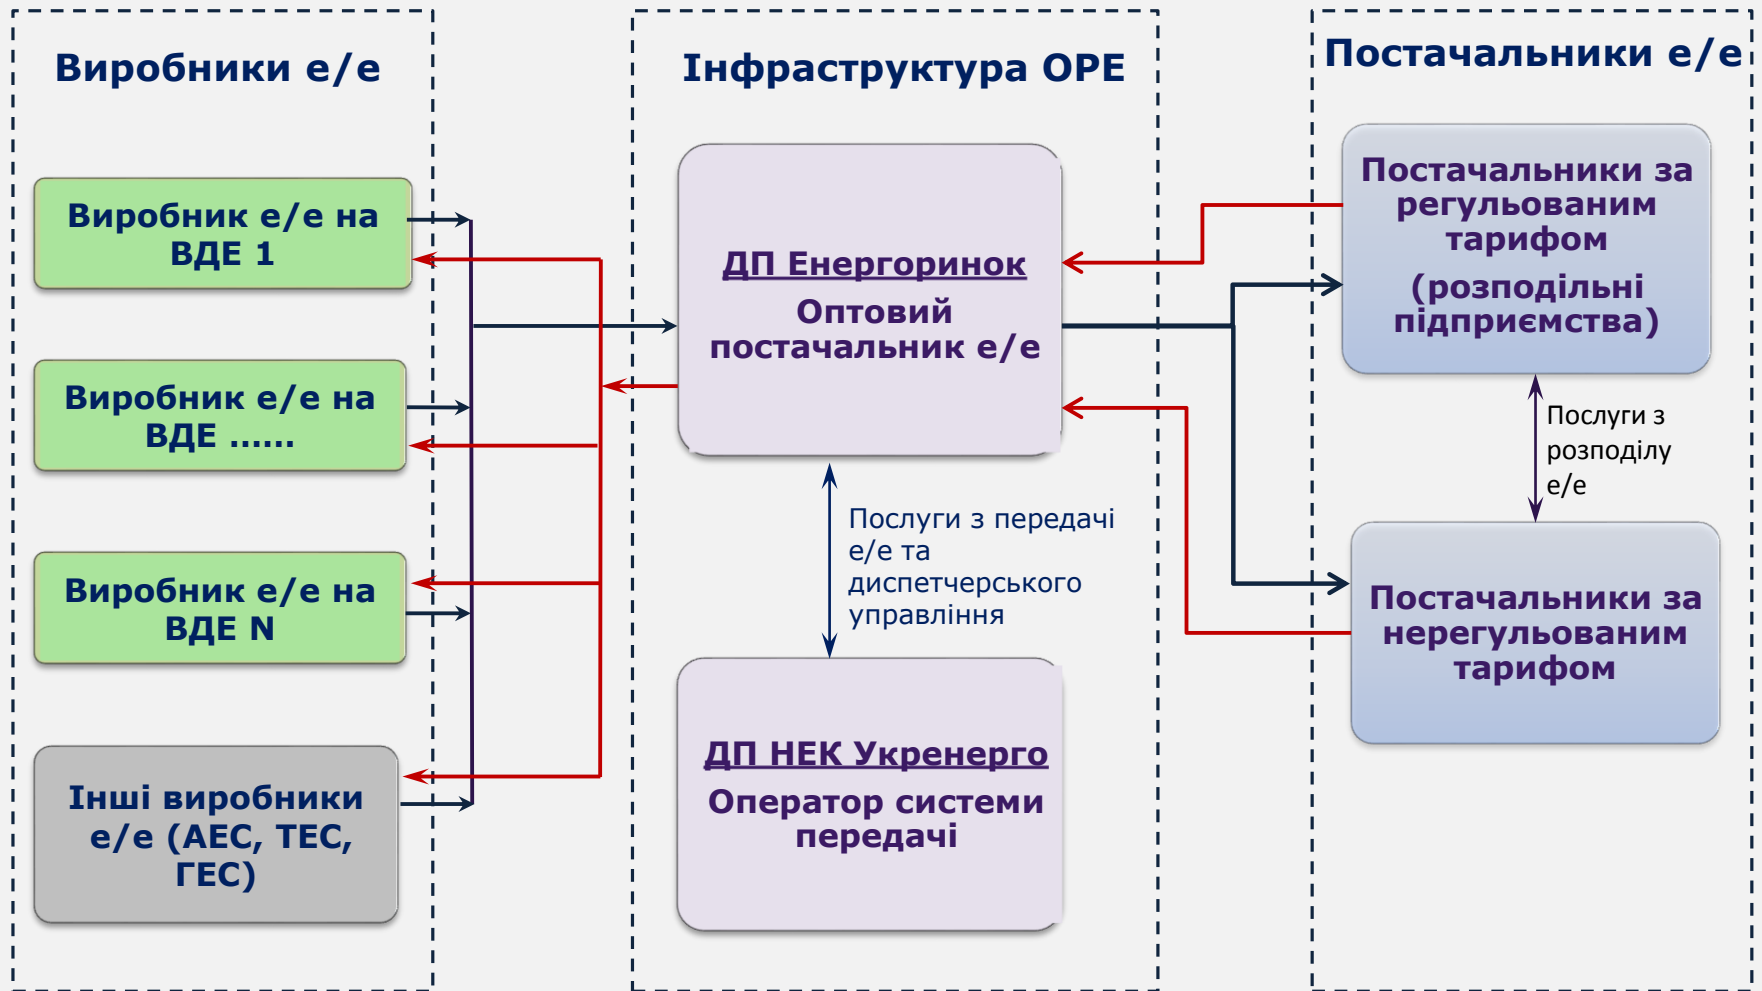 Виробники е/е
Виробник е/е на
ВДЕ 1
Виробник е/е на
ВДЕ ......
Виробник е/е на
ВДЕ N
Інші виробники
е/е (АЕС, ТЕС,
ГЕС)
Інфраструктура ОРЕ
ДП Енергоринок
Оптовий
постачальник е/е
Послуги з передачі
е/е та
диспетчерського
управління
ДП НЕК Укренерго
Оператор системи
передачі
Постачальники е/е
Постачальники за
регульованим
тарифом
(розподільні
підприємства)
Послуги з
розподілу
е/е
Постачальники за
нерегульованим
тарифом